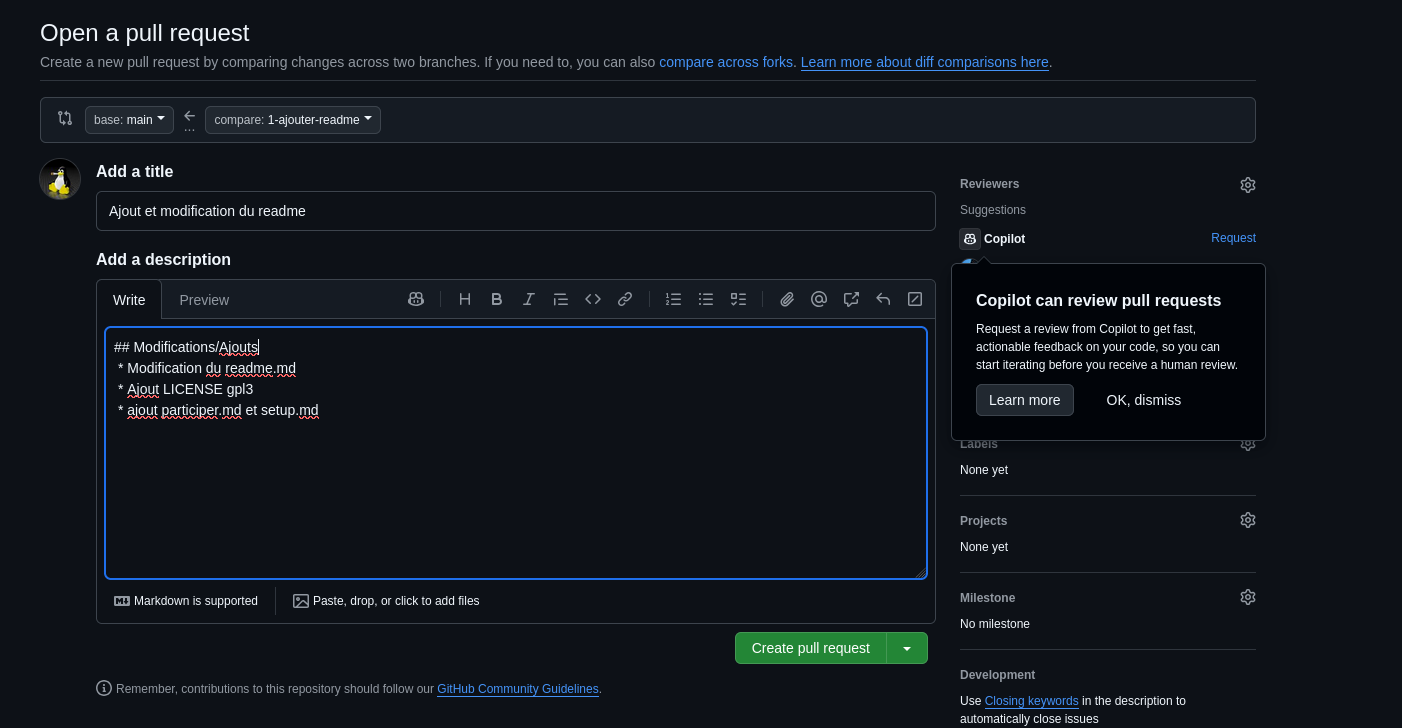 Open a pull request
Create a new pull request by comparing changes across two branches. If you need to, you can also compare across forks. Learn more about diff comparisons here.
base: main
...
compare: 1-ajouter-readme
Add a title
Ajout et modification du readme
Add a description
Write
Preview
## Modifications/Ajouts
* Modification du readme.md
* Ajout LICENSE gpl3
* ajout participer.md et setup.md
Markdown is supported
Paste, drop, or click to add files
Create pull request
Remember, contributions to this repository should follow our GitHub Community Guidelines.
Reviewers
Suggestions
Copilot
Request
Copilot can review pull requests
Request a review from Copilot to get fast,
actionable feedback on your code, so you can
start iterating before you receive a human review.
Learn more
OK, dismiss
Labels
None yet
Projects
None yet
Milestone
No milestone
Development
Use Closing keywords in the description to
automatically close issues